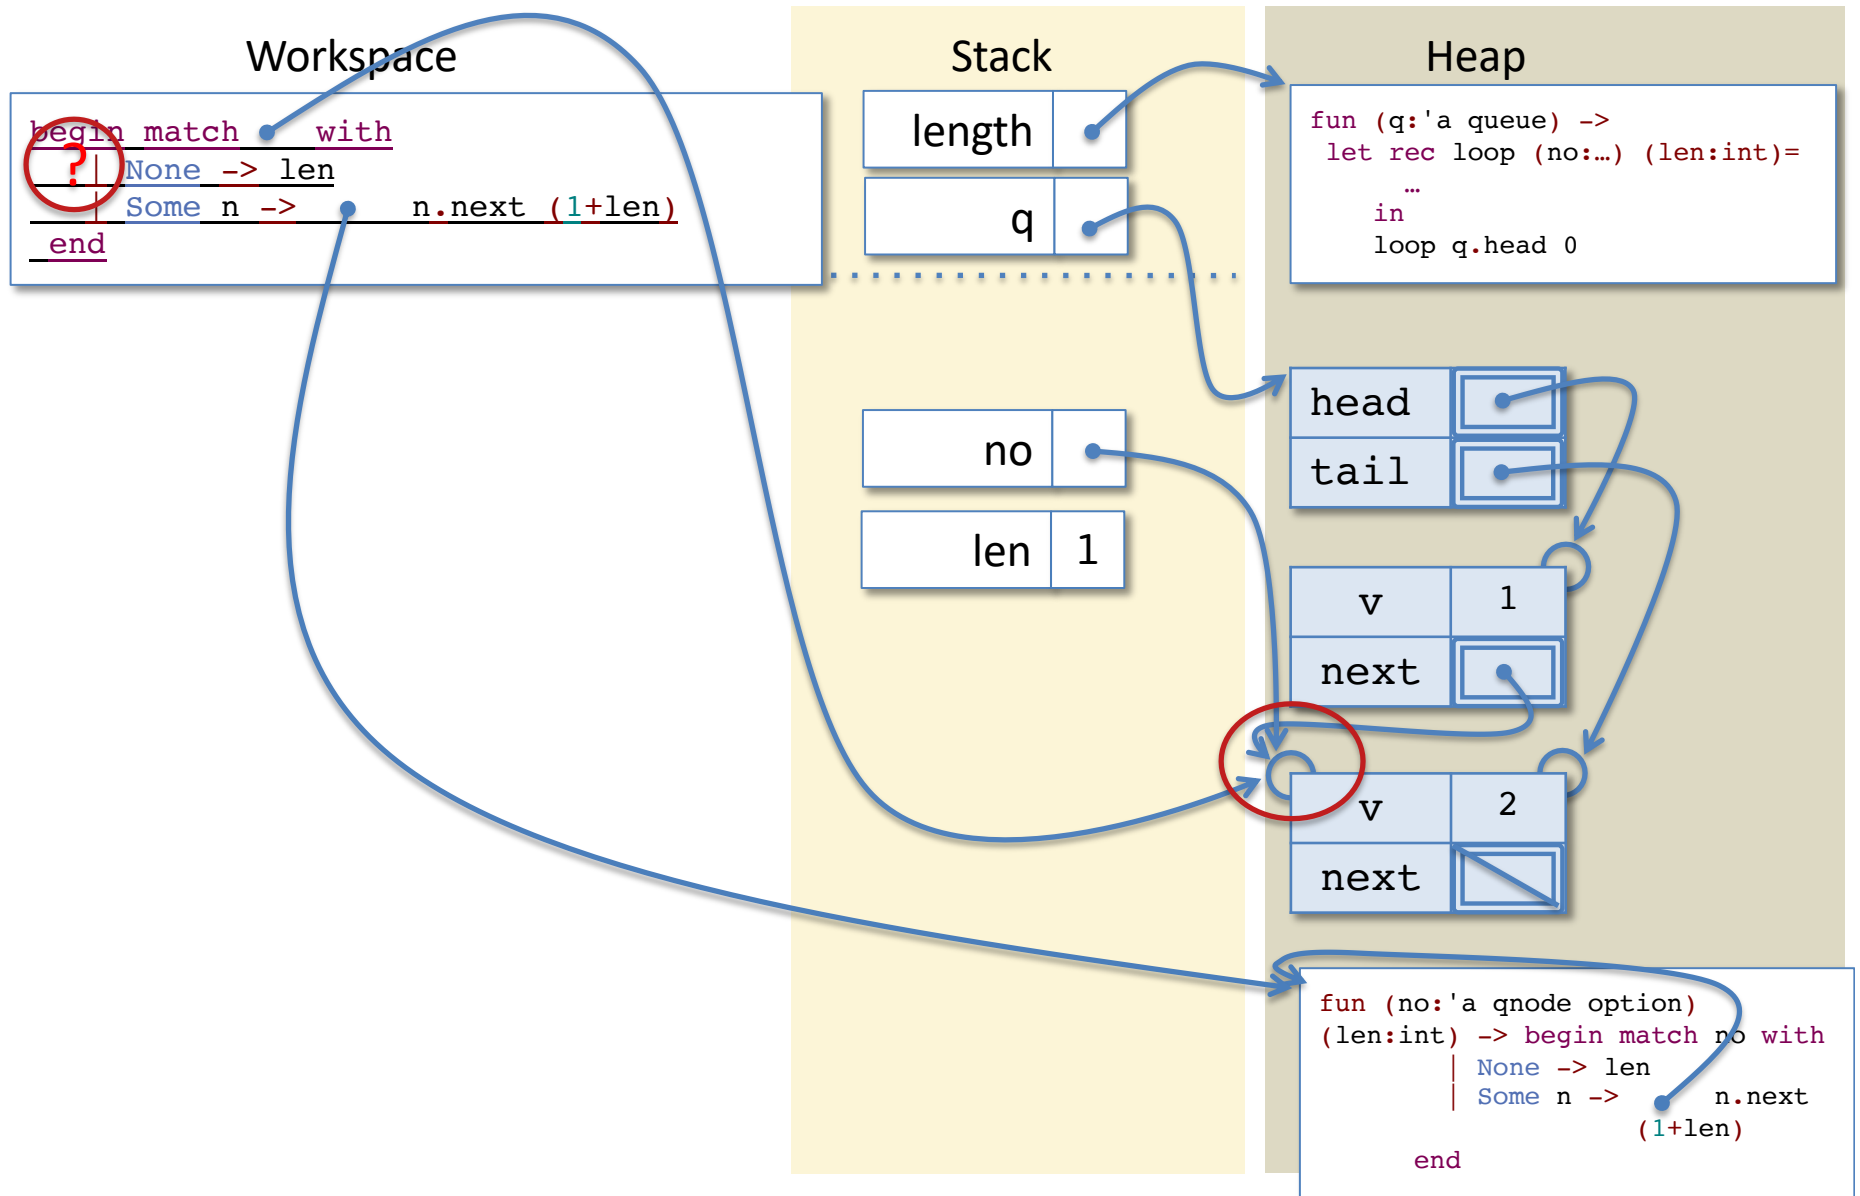 Workspace
begin match with
? | None -> len
| Some n -> n.next (1+len)
end
Stack
length
q
no
len 1
Heap
fun (q:'a queue) ->
let rec loop (no:…) (len:int)=
…
in
loop q.head 0
head
tail
v 1
next
v 2
next
fun (no:'a qnode option)
(len:int) -> begin match no with
| None -> len
| Some n -> n.next
(1+len)
end